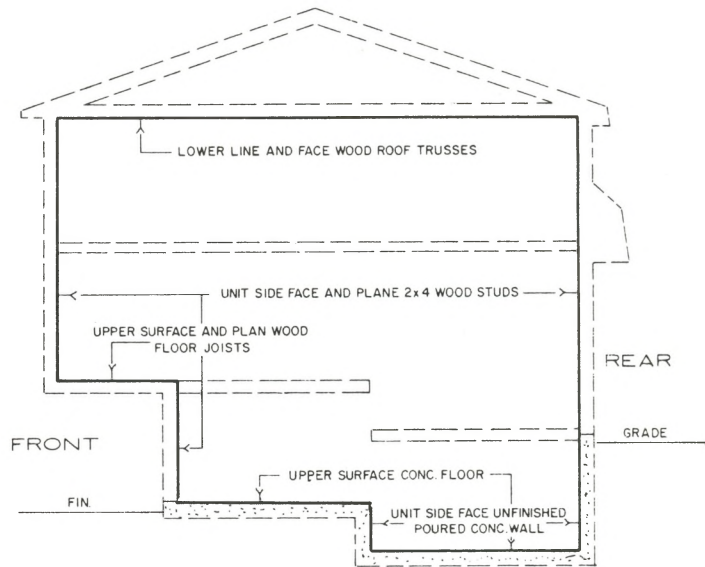 LOWER LINE AND FACE WOOD ROOF TRUSSES
UNIT SIDE FACE AND PLANE 2x4 WOOD STUDS
UPPER SURFACE AND PLAN WOOD
FLOOR JOISTS
REAR
GRADE
FRONT
UPPER SURFACE CONC. FLOOR
FIN.
UNIT SIDE FACE UNFINISHED
POURED CONC. WALL